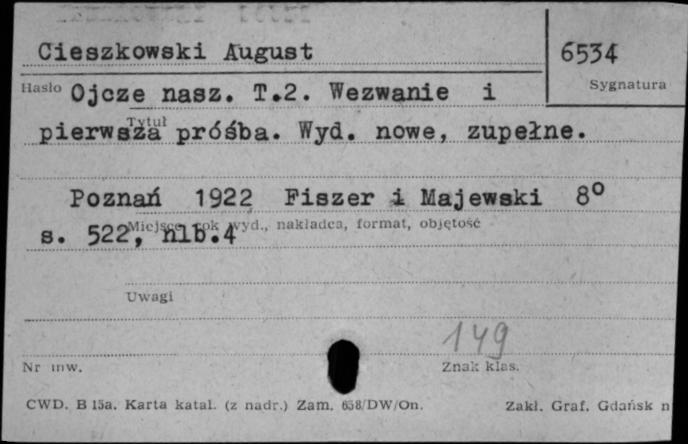 Cieszkowski August
6534
Hasło
Sygnatura
Ojcze nasz. T.2. Wezwanie i
Tytuł
pierwsza próśba. Wyd. nowe, zupełne.
Poznań 1922 Fiszer i Majewski 8°
Miejsce, rok wyd., nakładca, format, objętość
s. 522, nlb.4
Uwagi
149
Nr inw.
Znak klas.
CWD. B 15a. Karta katal. (z nadr.) Zam. 658/DW/On.
Zakł. Graf. Gdańsk n